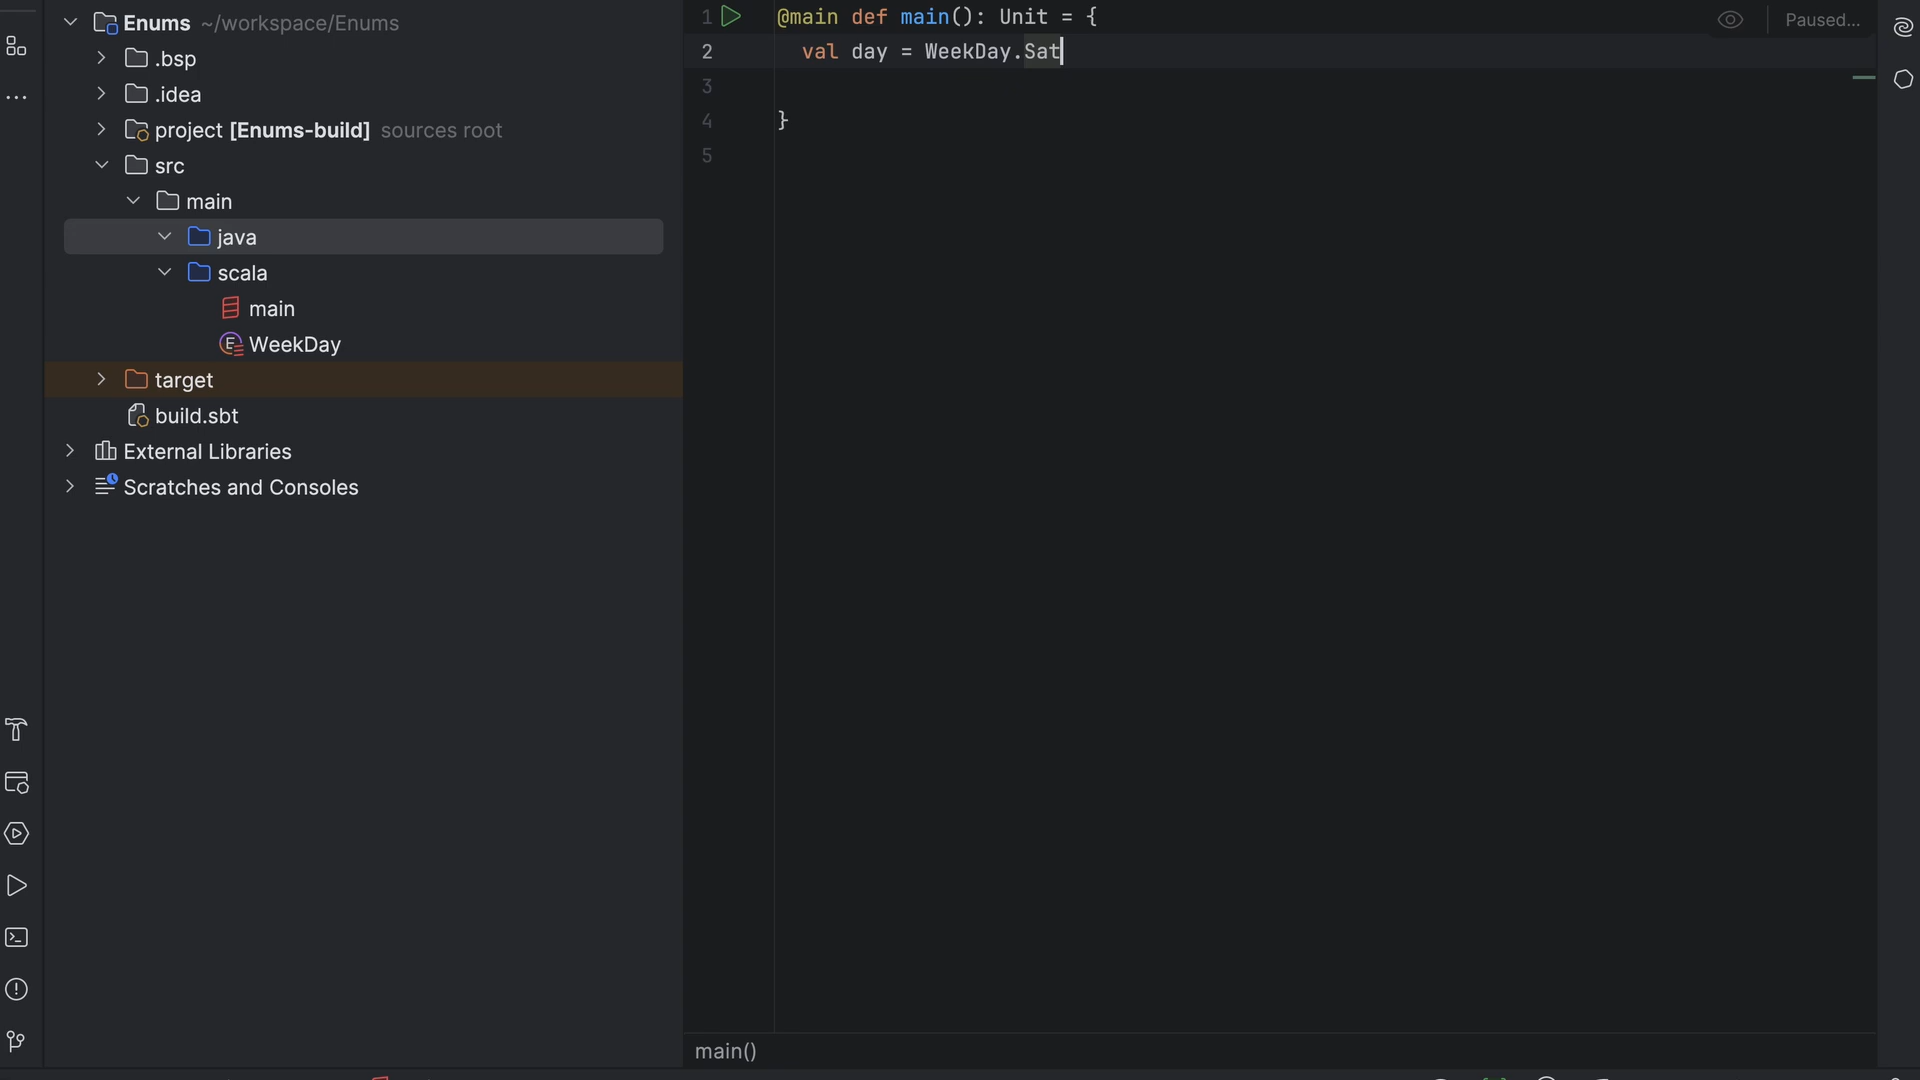 Enums ~/workspace/Enums
.bsp
.idea
project [Enums-build] sources root
src
main
java
scala
main
WeekDay
target
build.sbt
External Libraries
Scratches and Consoles
1 @main def main(): Unit = {
2 val day = WeekDay.Sat
3
4 }
5
Paused...
main()